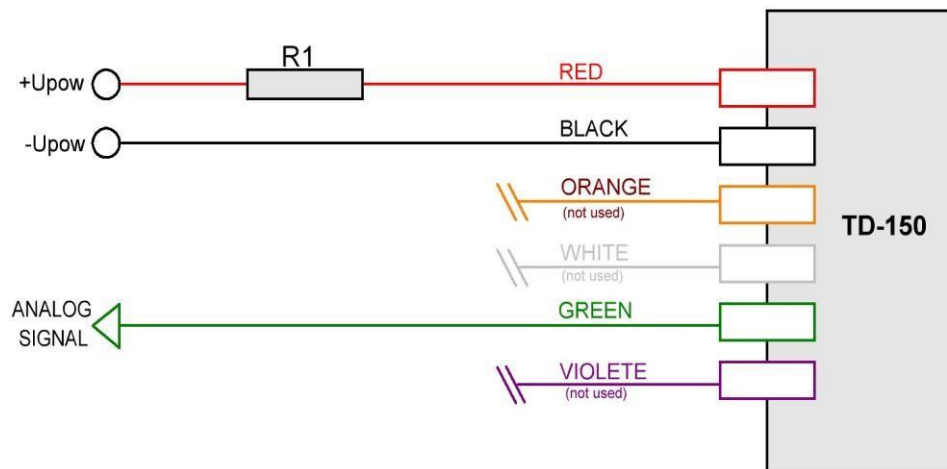 R1
+Upow
RED
-Upow
BLACK
ORANGE
(not used)
TD-150
WHITE
(not used)
ANALOG
SIGNAL
GREEN
VIOLETE
(not used)